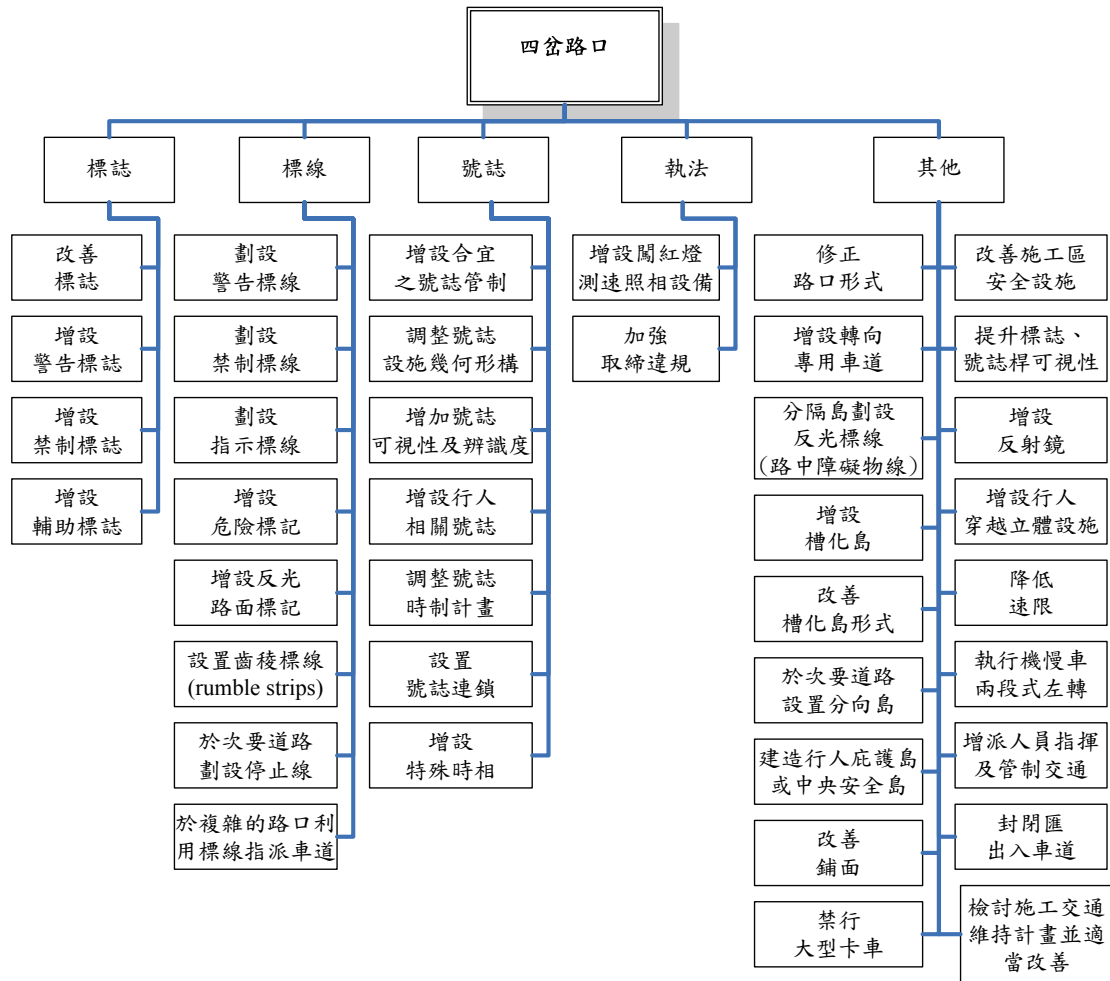 四岔路口
標誌
標線
號誌
執法
其他
改善
標誌
增設
警告標誌
增設
禁制標誌
增設
輔助標誌
劃設
警告標線
劃設
禁制標線
劃設
指示標線
增設
危險標記
增設反光
路面標記
設置齒稜標線
(rumble strips)
於次要道路
劃設停止線
於複雜的路口利
用標線指派車道
增設合宜
之號誌管制
調整號誌
設施幾何形構
增加號誌
可視性及辨識度
增設行人
相關號誌
調整號誌
時制計畫
設置
號誌連鎖
增設
特殊時相
增設闖紅燈
測速照相設備
加強
取締違規
修正
路口形式
增設轉向
專用車道
分隔島劃設
反光標線
(路中障礙物線)
增設
槽化島
改善
槽化島形式
於次要道路
設置分向島
建造行人庇護島
或中央安全島
改善
鋪面
禁行
大型卡車
改善施工區
安全設施
提升標誌、
號誌桿可視性
增設
反射鏡
增設行人
穿越立體設施
降低
速限
執行機慢車
兩段式左轉
增派人員指揮
及管制交通
封閉匯
出入車道
檢討施工交通
維持計畫並適
當改善